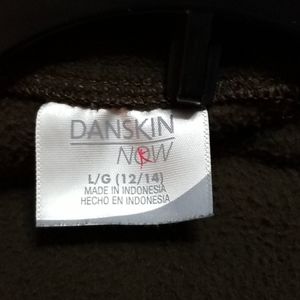 DANSKIN
NOW
L/G (12/14)
MADE IN INDONESIA
HECHO EN INDONESIA